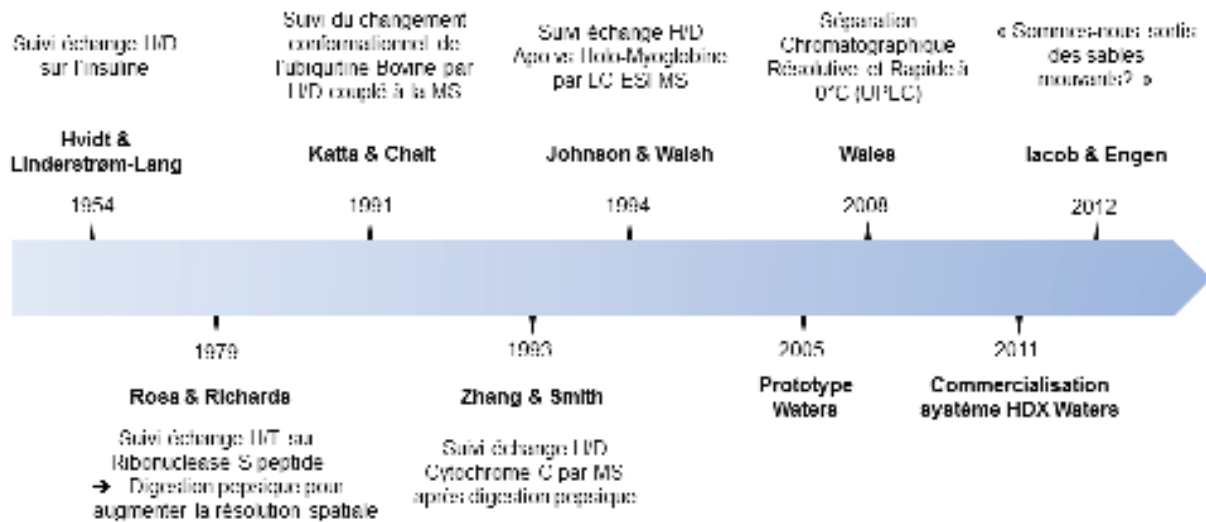 Suivi échange H/D
sur l'insuline
Hvidt &
Linderstrøm-Lang
1954
Suivi du changement
conformationnel de
l'ubiquitine Bovine par
H/D couplé à la MS
Katta & Chait
1991
Suivi échange H/D
Apo vs Holo-Myoglobine
par LC ESI MS
Johnson & Walsh
1994
Séparation
Chromatographique
Résolutive et Rapide à
0°C (UPLC)
Wales
2008
« Sommes-nous sortis
des sables
mouvants? »
Iacob & Engen
2012
1979
Rosa & Richards
Suivi échange H/T sur
Ribonuclease S peptide
➔ Digestion pepsique pour
augmenter la résolution spatiale
1993
Zhang & Smith
Suivi échange H/D
Cytochrome C par MS
après digestion pepsique
2005
Prototype
Waters
2011
Commercialisation
système HDX Waters